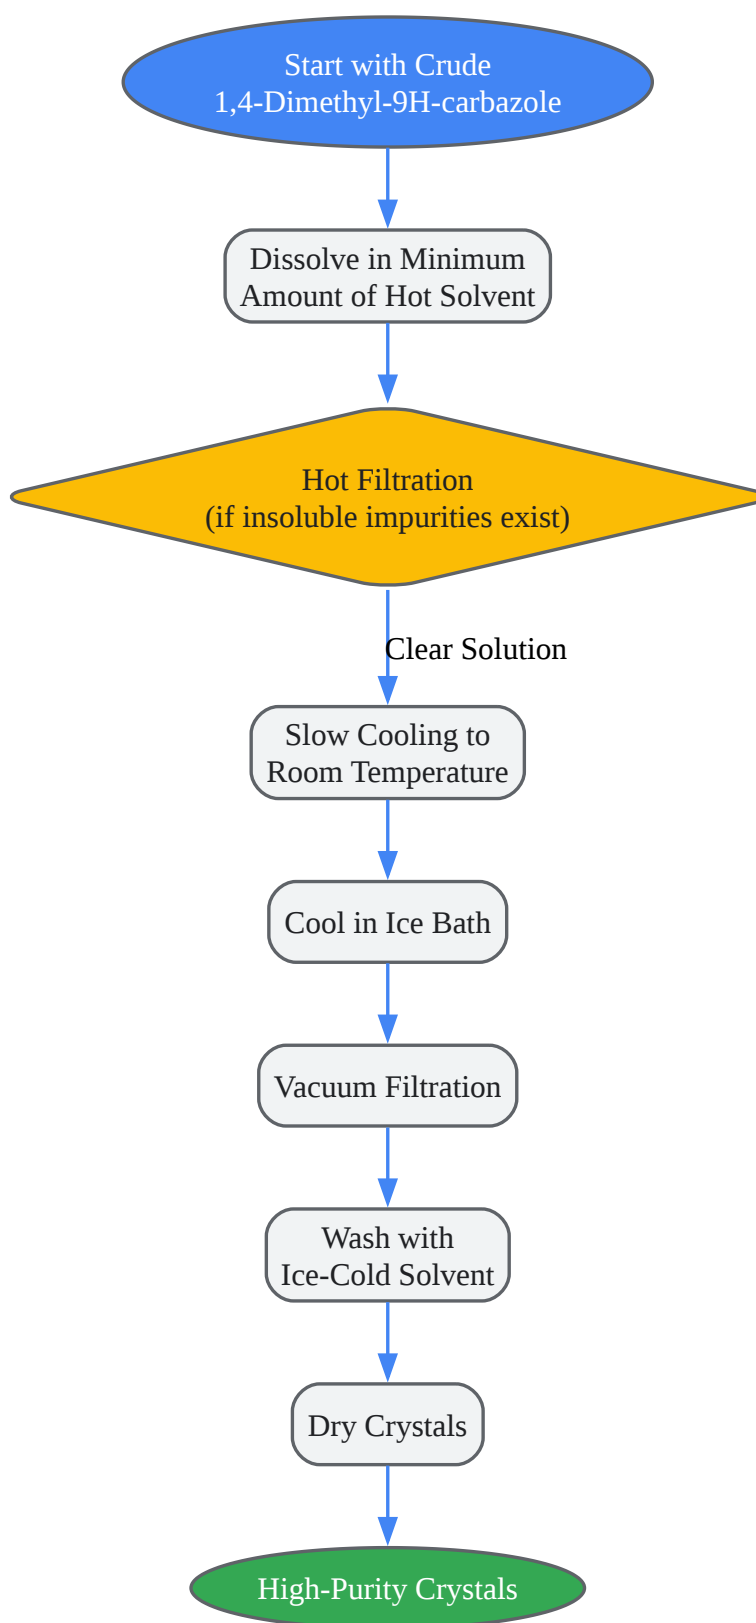 Start with Crude
1,4-Dimethyl-9H-carbazole
Dissolve in Minimum
Amount of Hot Solvent
Hot Filtration
(if insoluble impurities exist)
Clear Solution
Slow Cooling to
Room Temperature
Cool in Ice Bath
Vacuum Filtration
Wash with
Ice-Cold Solvent
Dry Crystals
High-Purity Crystals